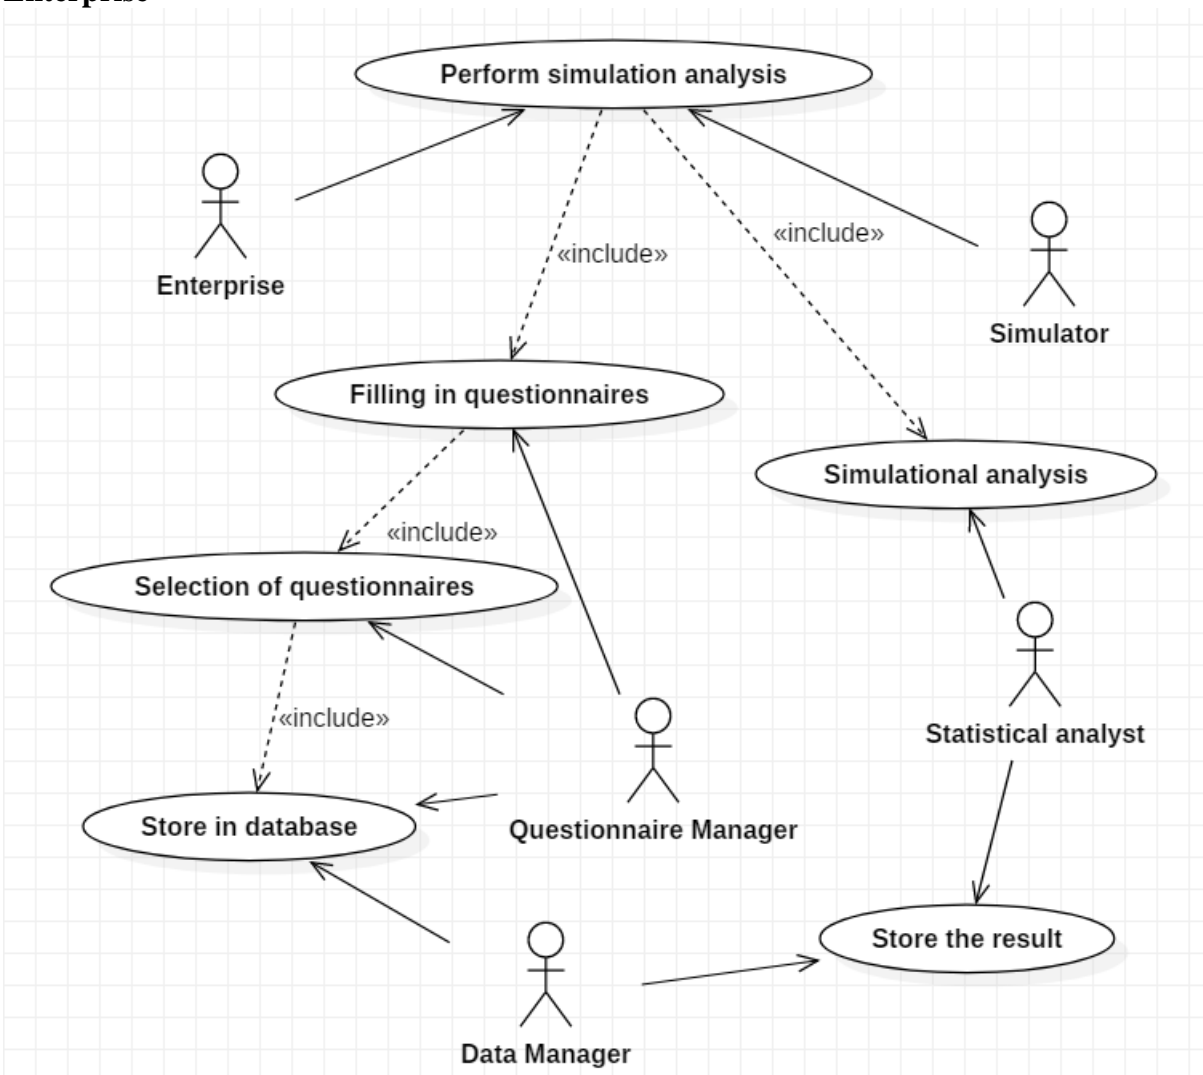 Enterprise
Perform simulation analysis
«include»
«include»
Enterprise
Simulator
Filling in questionnaires
Simulational analysis
«include»
Selection of questionnaires
«include»
Statistical analyst
Store in database
Questionnaire Manager
Store the result
Data Manager